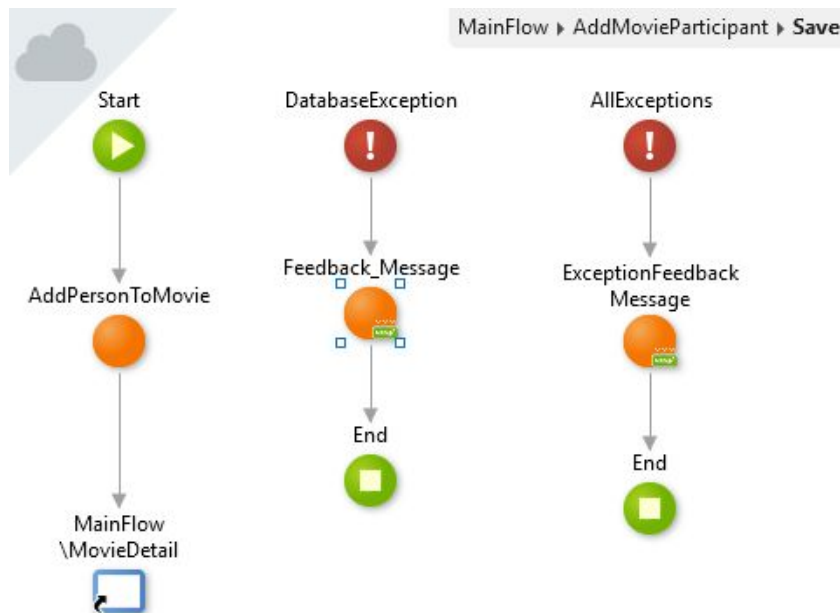 MainFlow ▸ AddMovieParticipant ▸ Save
Start
DatabaseException
AllExceptions
!
!
AddPersonToMovie
Feedback_Message
ExceptionFeedback
Message
End
End
MainFlow
\MovieDetail